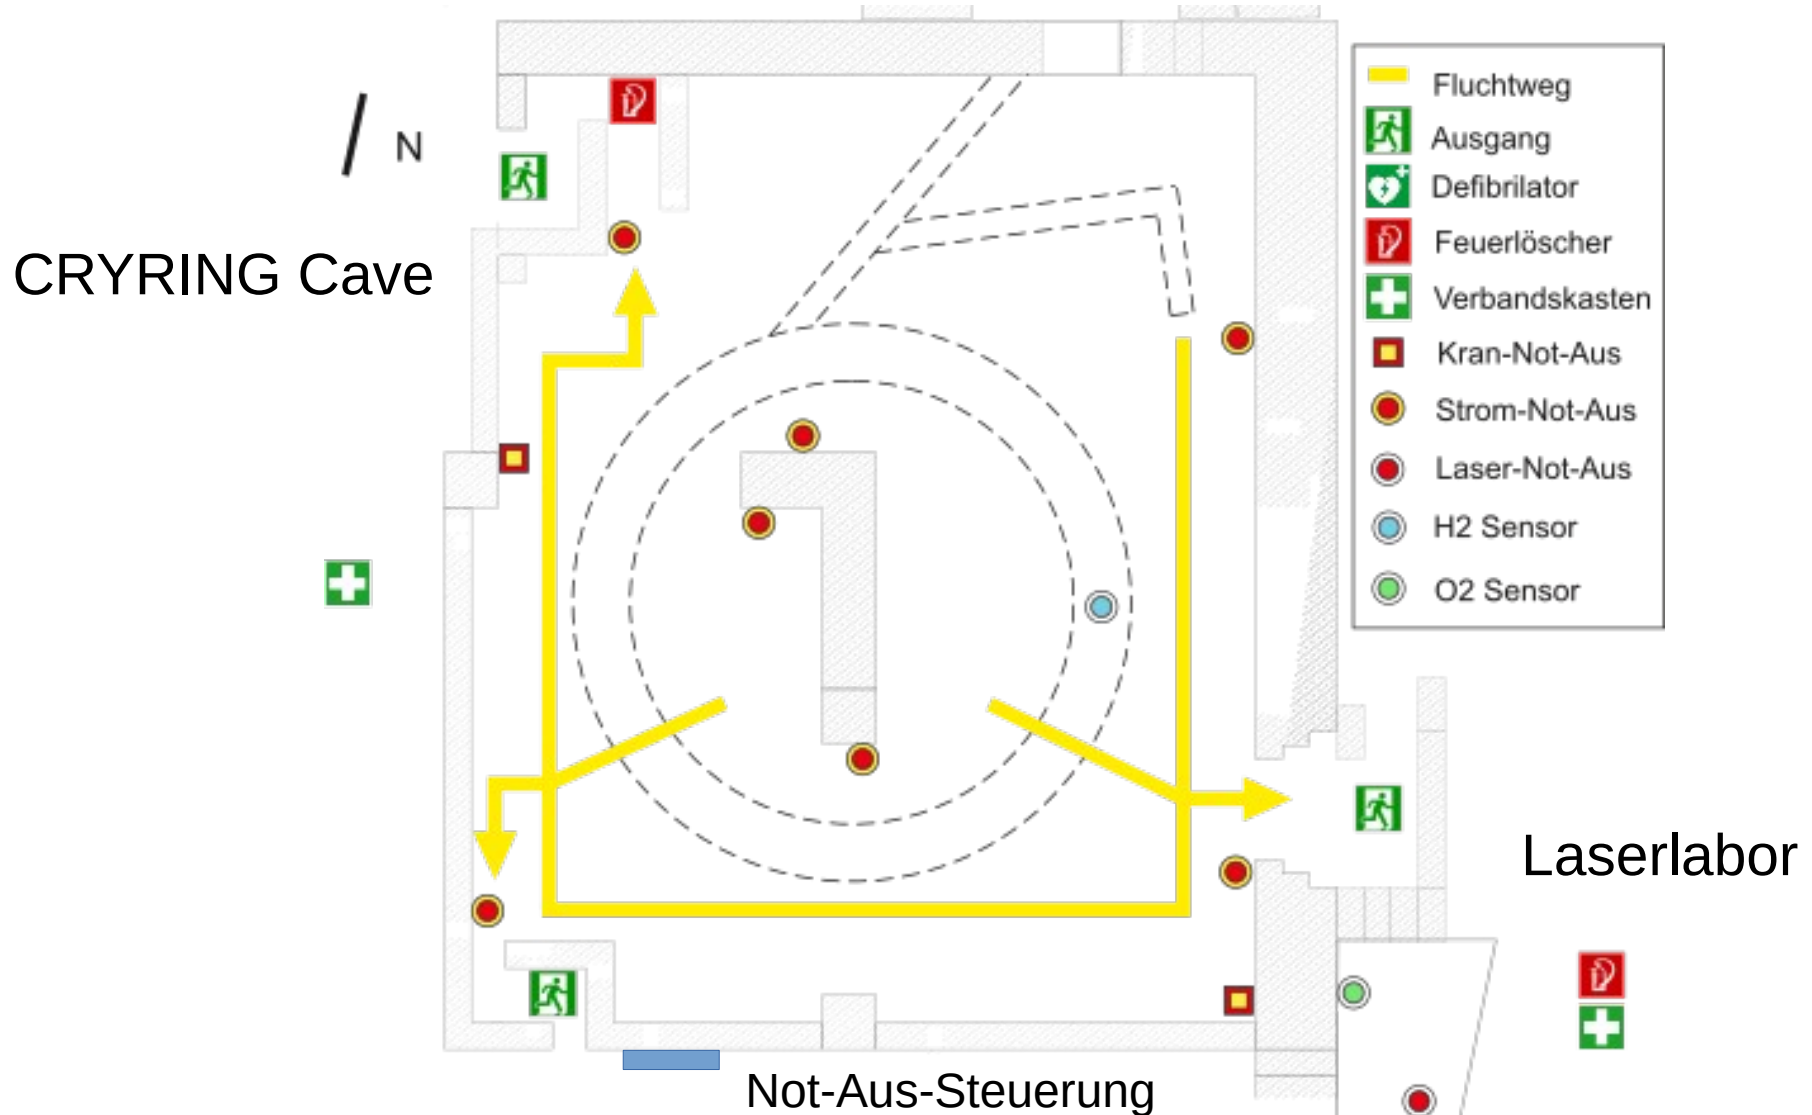 N
CRYRING Cave
Fluchtweg
Ausgang
Defibrilator
Feuerlöscher
Verbandskasten
Kran-Not-Aus
Strom-Not-Aus
Laser-Not-Aus
H2 Sensor
O2 Sensor
Laserlabor
Not-Aus-Steuerung